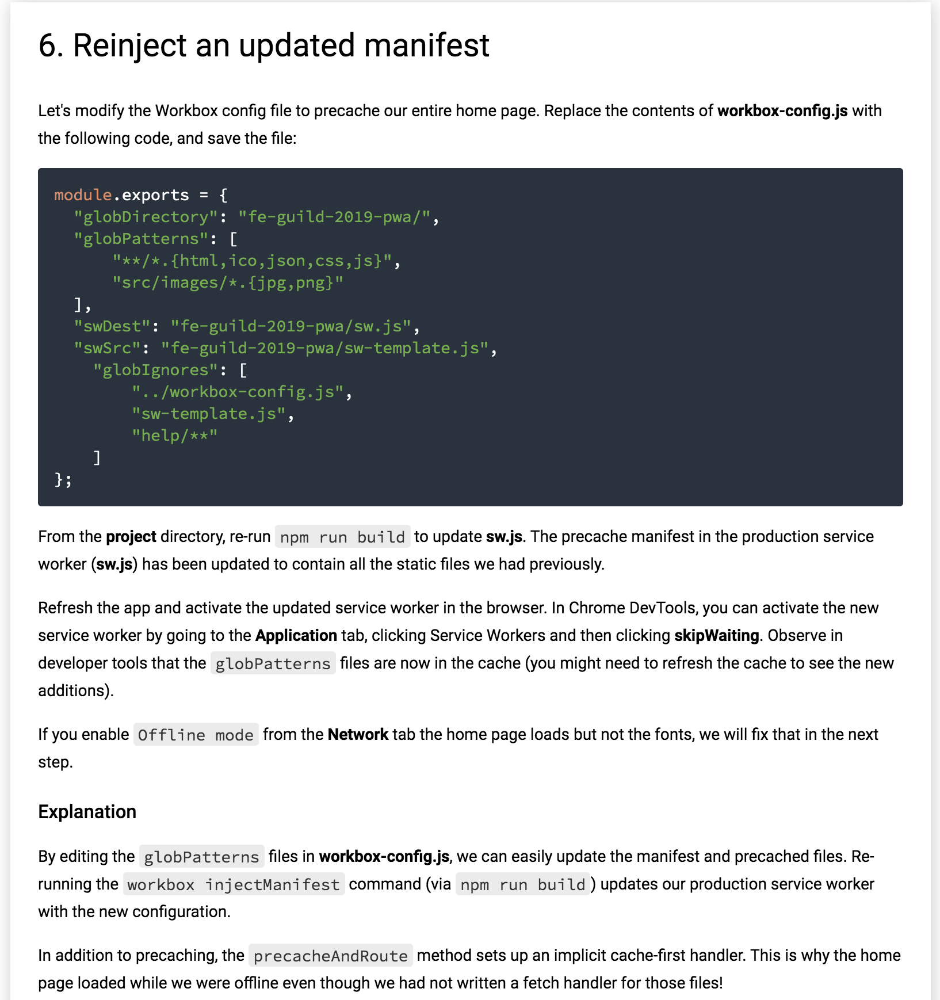 6. Reinject an updated manifest
Let's modify the Workbox config file to precache our entire home page. Replace the contents of workbox-config.js with
the following code, and save the file:
module.exports = {
  "globDirectory": "fe-guild-2019-pwa/",
  "globPatterns": [
      "**/*.{html,ico,json,css,js}",
      "src/images/*.{jpg,png}"
  ],
  "swDest": "fe-guild-2019-pwa/sw.js",
  "swSrc": "fe-guild-2019-pwa/sw-template.js",
    "globIgnores": [
        "../workbox-config.js",
        "sw-template.js",
        "help/**"
    ]
};
From the project directory, re-run npm run build to update sw.js. The precache manifest in the production service
worker (sw.js) has been updated to contain all the static files we had previously.
Refresh the app and activate the updated service worker in the browser. In Chrome DevTools, you can activate the new
service worker by going to the Application tab, clicking Service Workers and then clicking skipWaiting. Observe in
developer tools that the globPatterns files are now in the cache (you might need to refresh the cache to see the new
additions).
If you enable Offline mode from the Network tab the home page loads but not the fonts, we will fix that in the next
step.
Explanation
By editing the globPatterns files in workbox-config.js, we can easily update the manifest and precached files. Re-
running the workbox injectManifest command (via npm run build) updates our production service worker
with the new configuration.
In addition to precaching, the precacheAndRoute method sets up an implicit cache-first handler. This is why the home
page loaded while we were offline even though we had not written a fetch handler for those files!